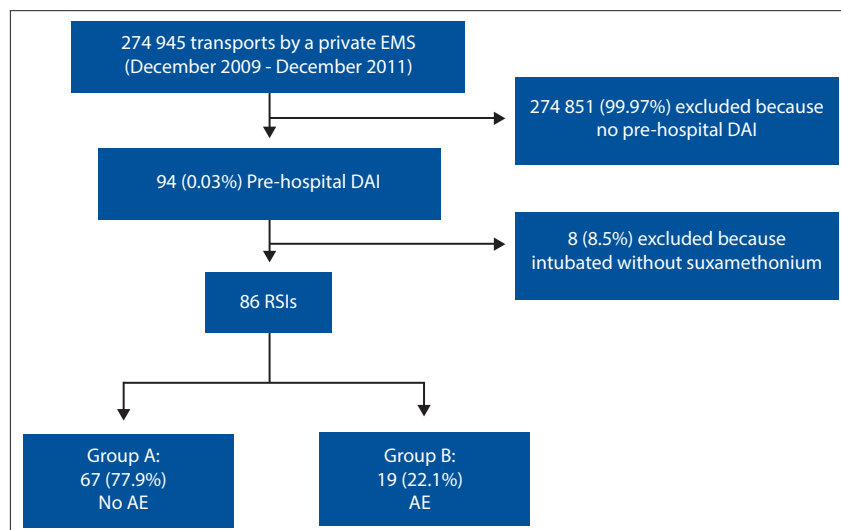 274 945 transports by a private EMS
(December 2009 - December 2011)
274 851 (99.97%) excluded because
no pre-hospital DAI
94 (0.03%) Pre-hospital DAI
8 (8.5%) excluded because
intubated without suxamethonium
86 RSIs
Group A:
67 (77.9%)
No AE
Group B:
19 (22.1%)
AE